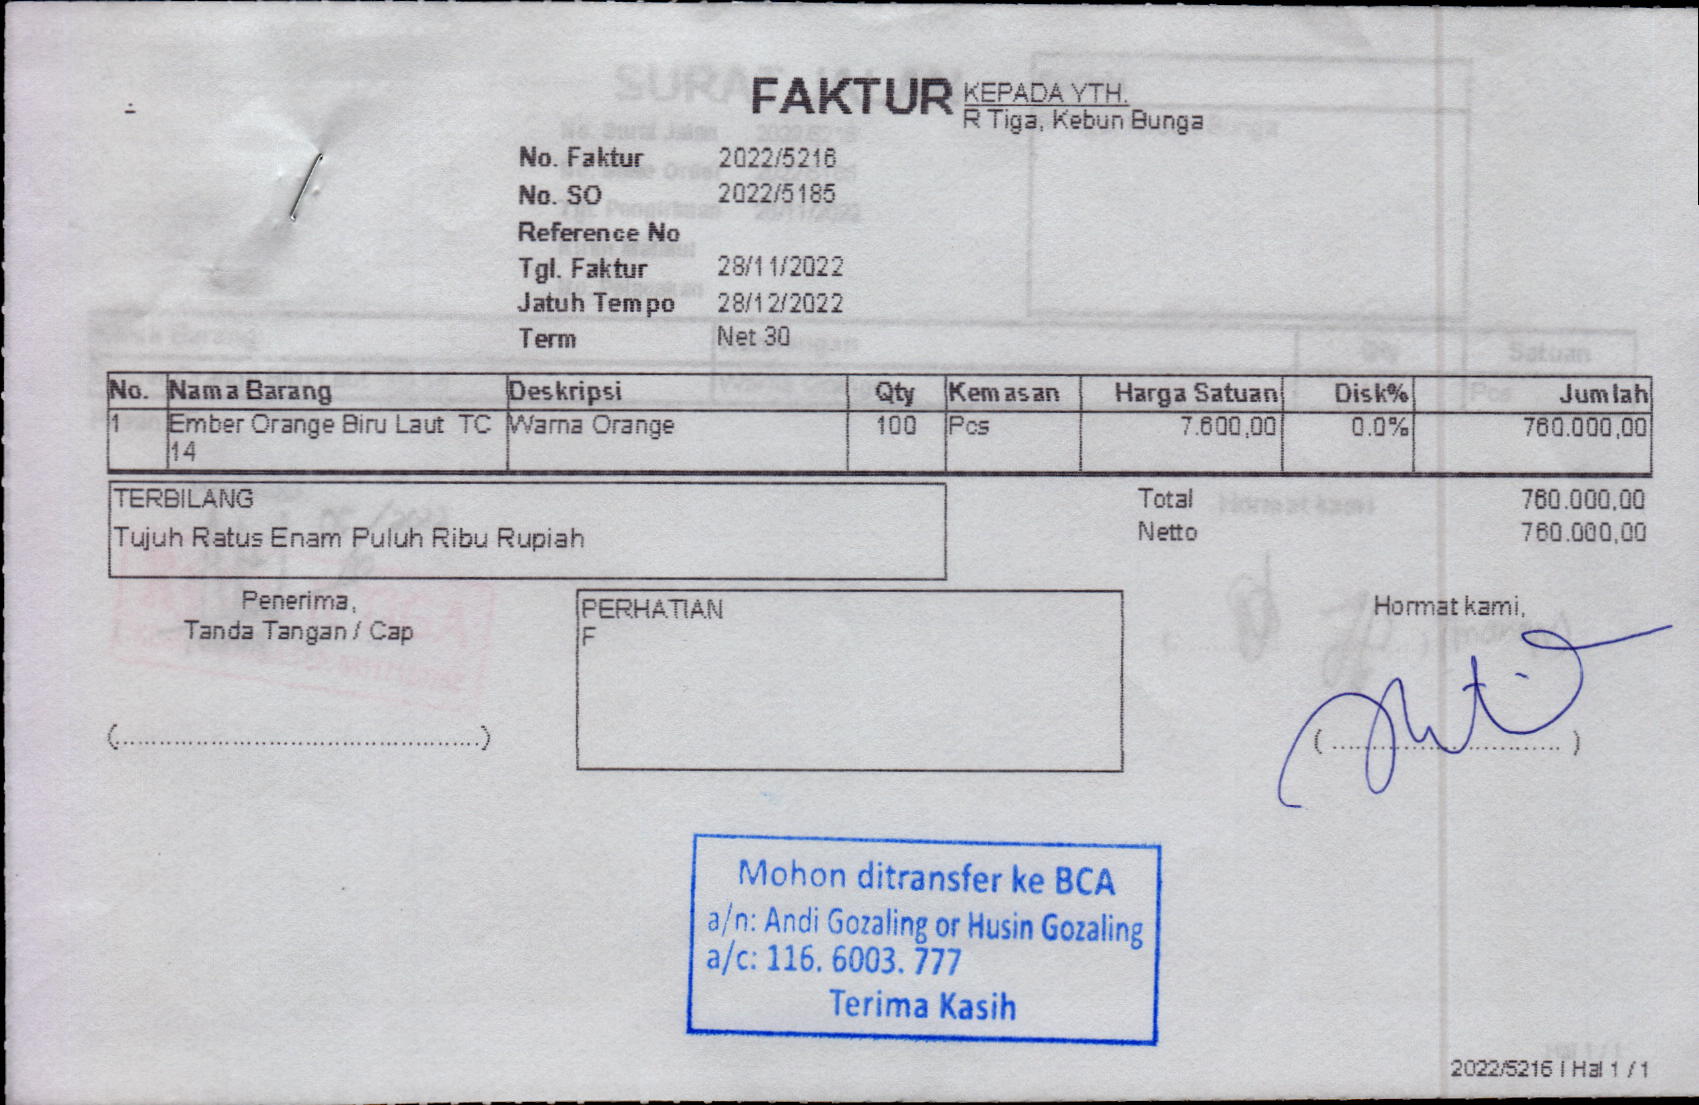 FAKTUR
KEPADA YTH.
R Tiga, Kebun Bunga
No. Faktur 2022/5216
No. SO 2022/5185
Reference No
Tgl. Faktur 28/11/2022
Jatuh Tempo 28/12/2022
Term Net 30
No. Nama Barang Deskripsi Qty Kemasan Harga Satuan Disk% Jumlah
1 Ember Orange Biru Laut TC Warna Orange 100 Pcs 7.600,00 0.0% 760.000,00
14
TERBILANG
Tujuh Ratus Enam Puluh Ribu Rupiah
Total 760.000,00
Netto 760.000,00
Penerima,
Tanda Tangan / Cap
(................................................)
PERHATIAN
F
Hormat kami,
(................................)
Mohon ditransfer ke BCA
a/n: Andi Gozaling or Husin Gozaling
a/c: 116. 6003. 777
Terima Kasih
2022/5216 | Hal 1 / 1